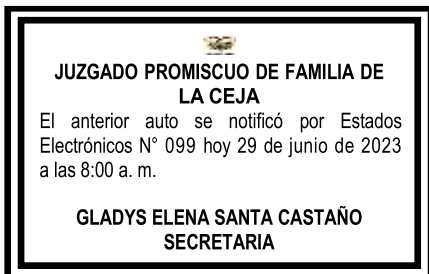 JUZGADO PROMISCUO DE FAMILIA DE
LA CEJA
El anterior auto se notificó por Estados
Electrónicos N° 099 hoy 29 de junio de 2023
a las 8:00 a. m.
GLADYS ELENA SANTA CASTAÑO
SECRETARIA